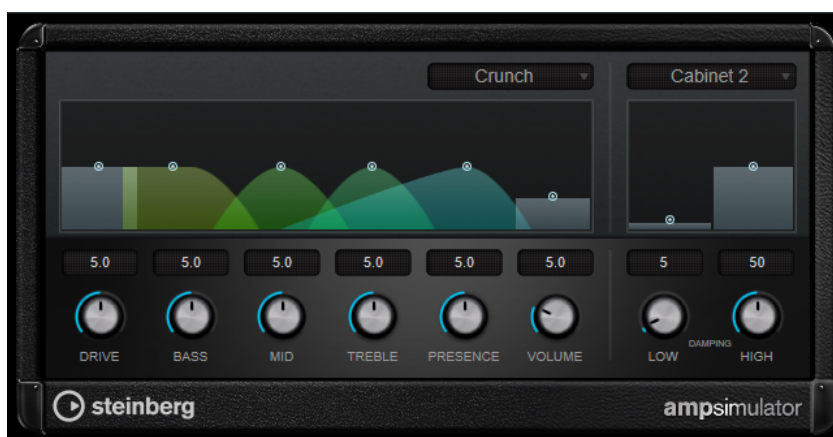 Crunch Cabinet 2
5.0 5.0 5.0 5.0 5.0 5.0 5 50
DRIVE BASS MID TREBLE PRESENCE VOLUME LOW DAMPING HIGH
steinberg ampsimulator